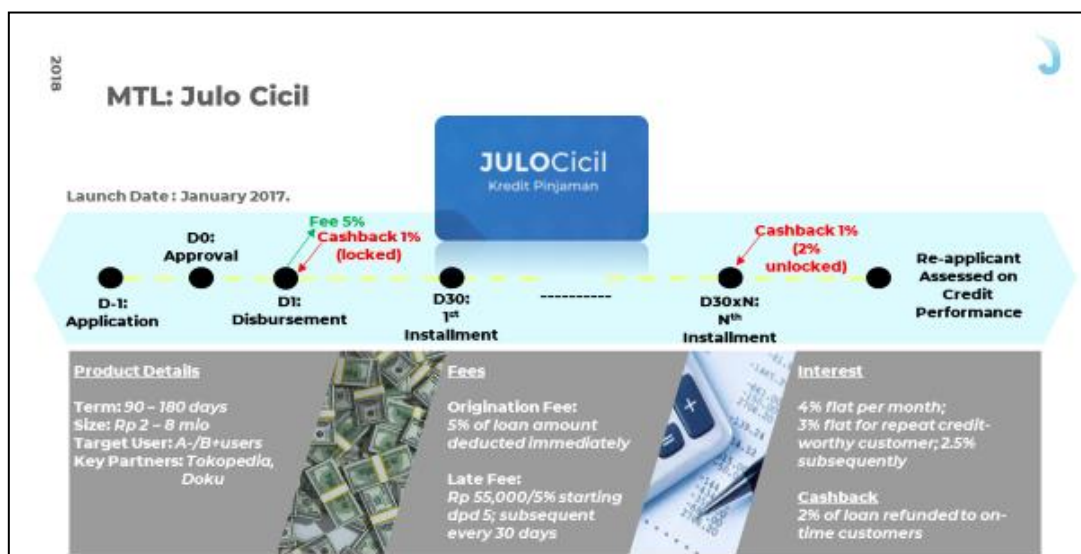 2018
MTL: Julo Cicil
JULOCicil
Kredit Pinjaman
Launch Date : January 2017.
Fee 5%
Cashback 1%
(locked)
Cashback 1%
(2%
unlocked)
D0:
Approval
D-1:
Application
D1:
Disbursement
D30:
1st
Installment
----------
D30xN:
Nth
Installment
Re-applicant
Assessed on
Credit
Performance
Product Details
Term: 90 – 180 days
Size: Rp 2 – 8 mio
Target User: A-/B+users
Key Partners: Tokopedia,
Doku
Fees
Origination Fee:
5% of loan amount
deducted immediately
Late Fee:
Rp 55,000/5% starting
dpd 5; subsequent
every 30 days
Interest
4% flat per month;
3% flat for repeat credit-
worthy customer; 2.5%
subsequently
Cashback
2% of loan refunded to on-
time customers